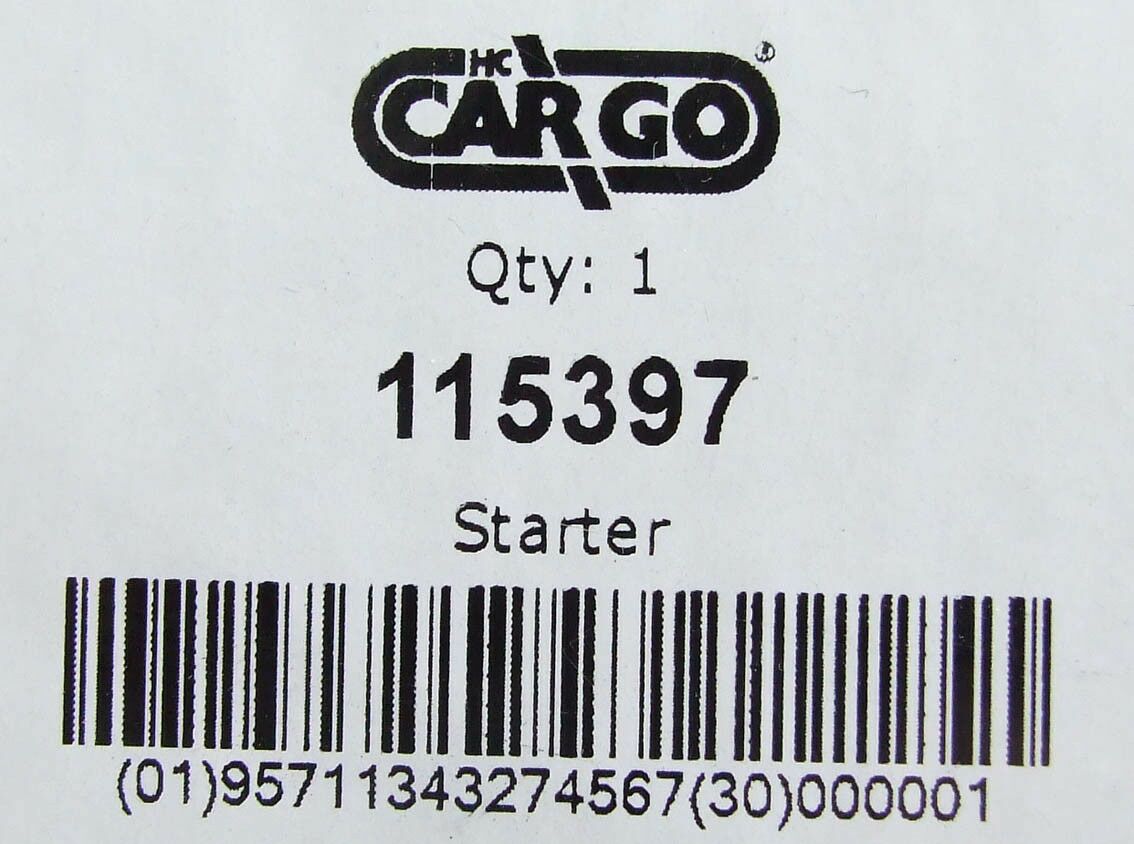 HC
CARGO®
Qty: 1
115397
Starter
(01)95711343274567(30)000001